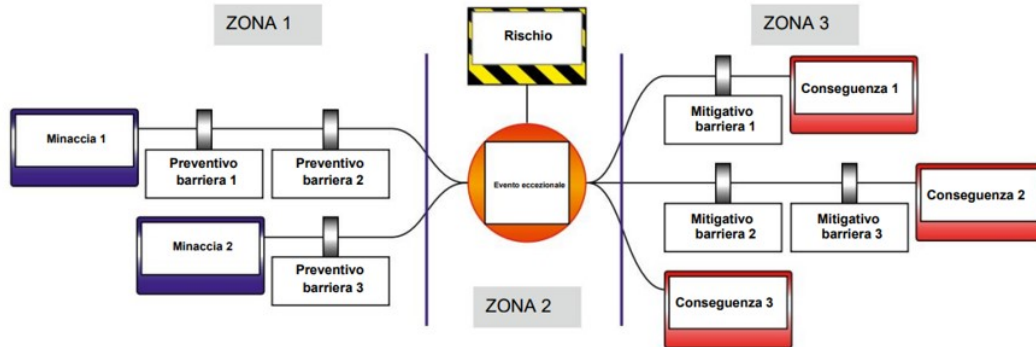 ZONA 1
Rischio
ZONA 3
Minaccia 1
Preventivo
barriera 1
Preventivo
barriera 2
Minaccia 2
Preventivo
barriera 3
Evento eccezionale
ZONA 2
Mitigativo
barriera 1
Conseguenza 1
Mitigativo
barriera 2
Mitigativo
barriera 3
Conseguenza 2
Conseguenza 3